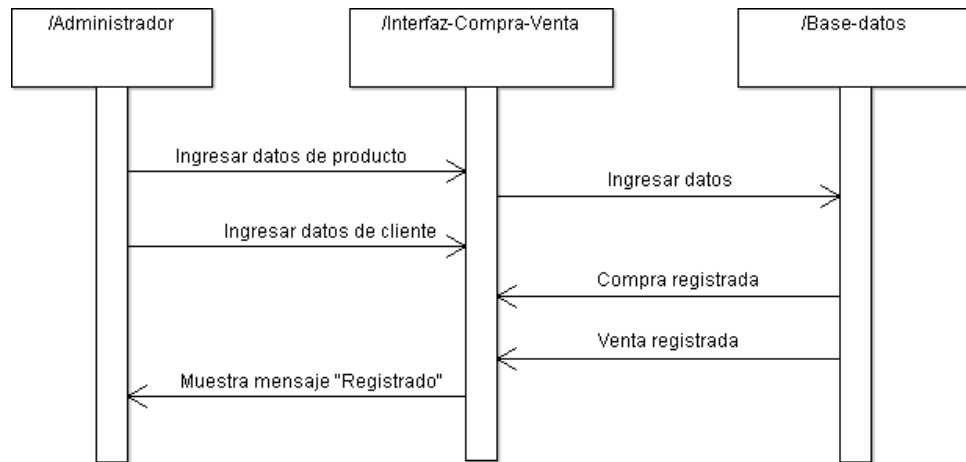 /Administrador
/Interfaz-Compra-Venta
/Base-datos
Ingresar datos de producto
Ingresar datos
Ingresar datos de cliente
Compra registrada
Venta registrada
Muestra mensaje "Registrado"